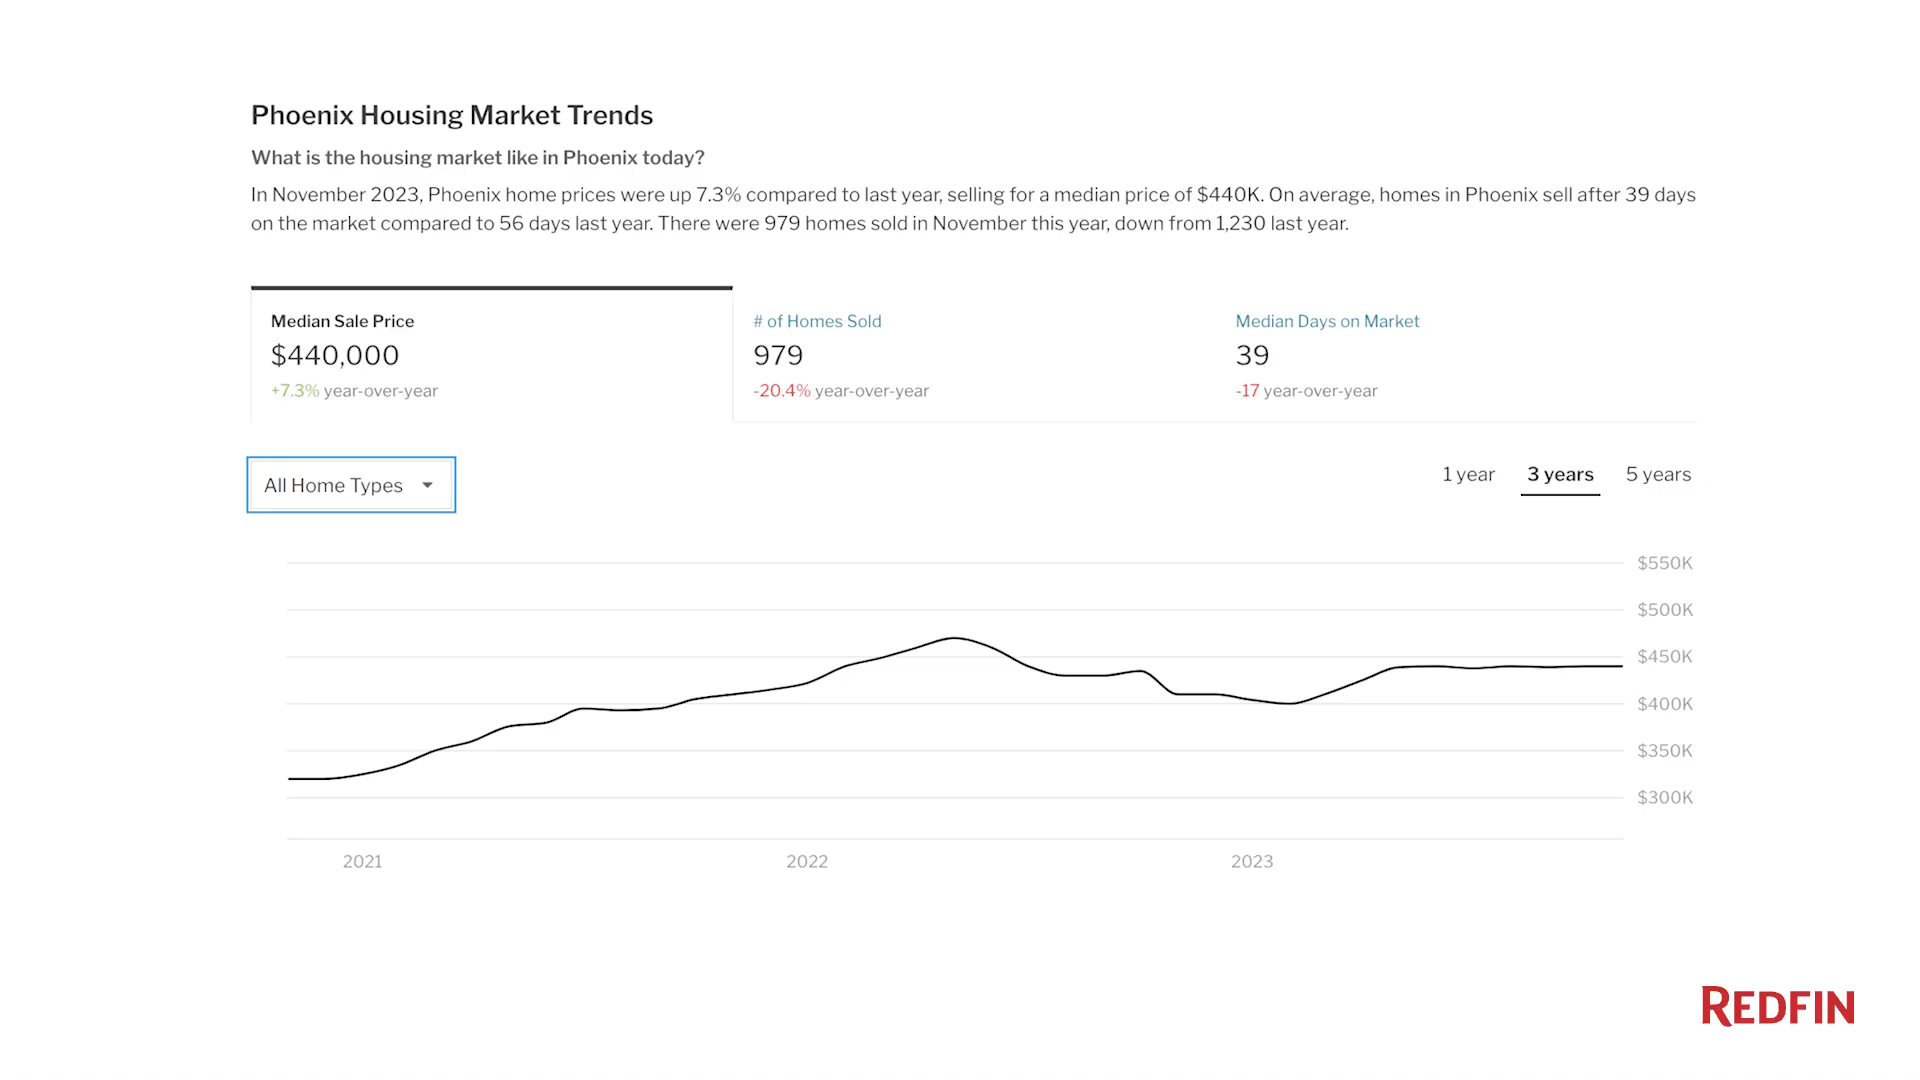 Phoenix Housing Market Trends
What is the housing market like in Phoenix today?
In November 2023, Phoenix home prices were up 7.3% compared to last year, selling for a median price of $440K. On average, homes in Phoenix sell after 39 days
on the market compared to 56 days last year. There were 979 homes sold in November this year, down from 1,230 last year.
Median Sale Price
$440,000
+7.3% year-over-year
# of Homes Sold
979
-20.4% year-over-year
Median Days on Market
39
-17 year-over-year
All Home Types
1 year 3 years 5 years
$550K
$500K
$450K
$400K
$350K
$300K
2021 2022 2023
REDFIN